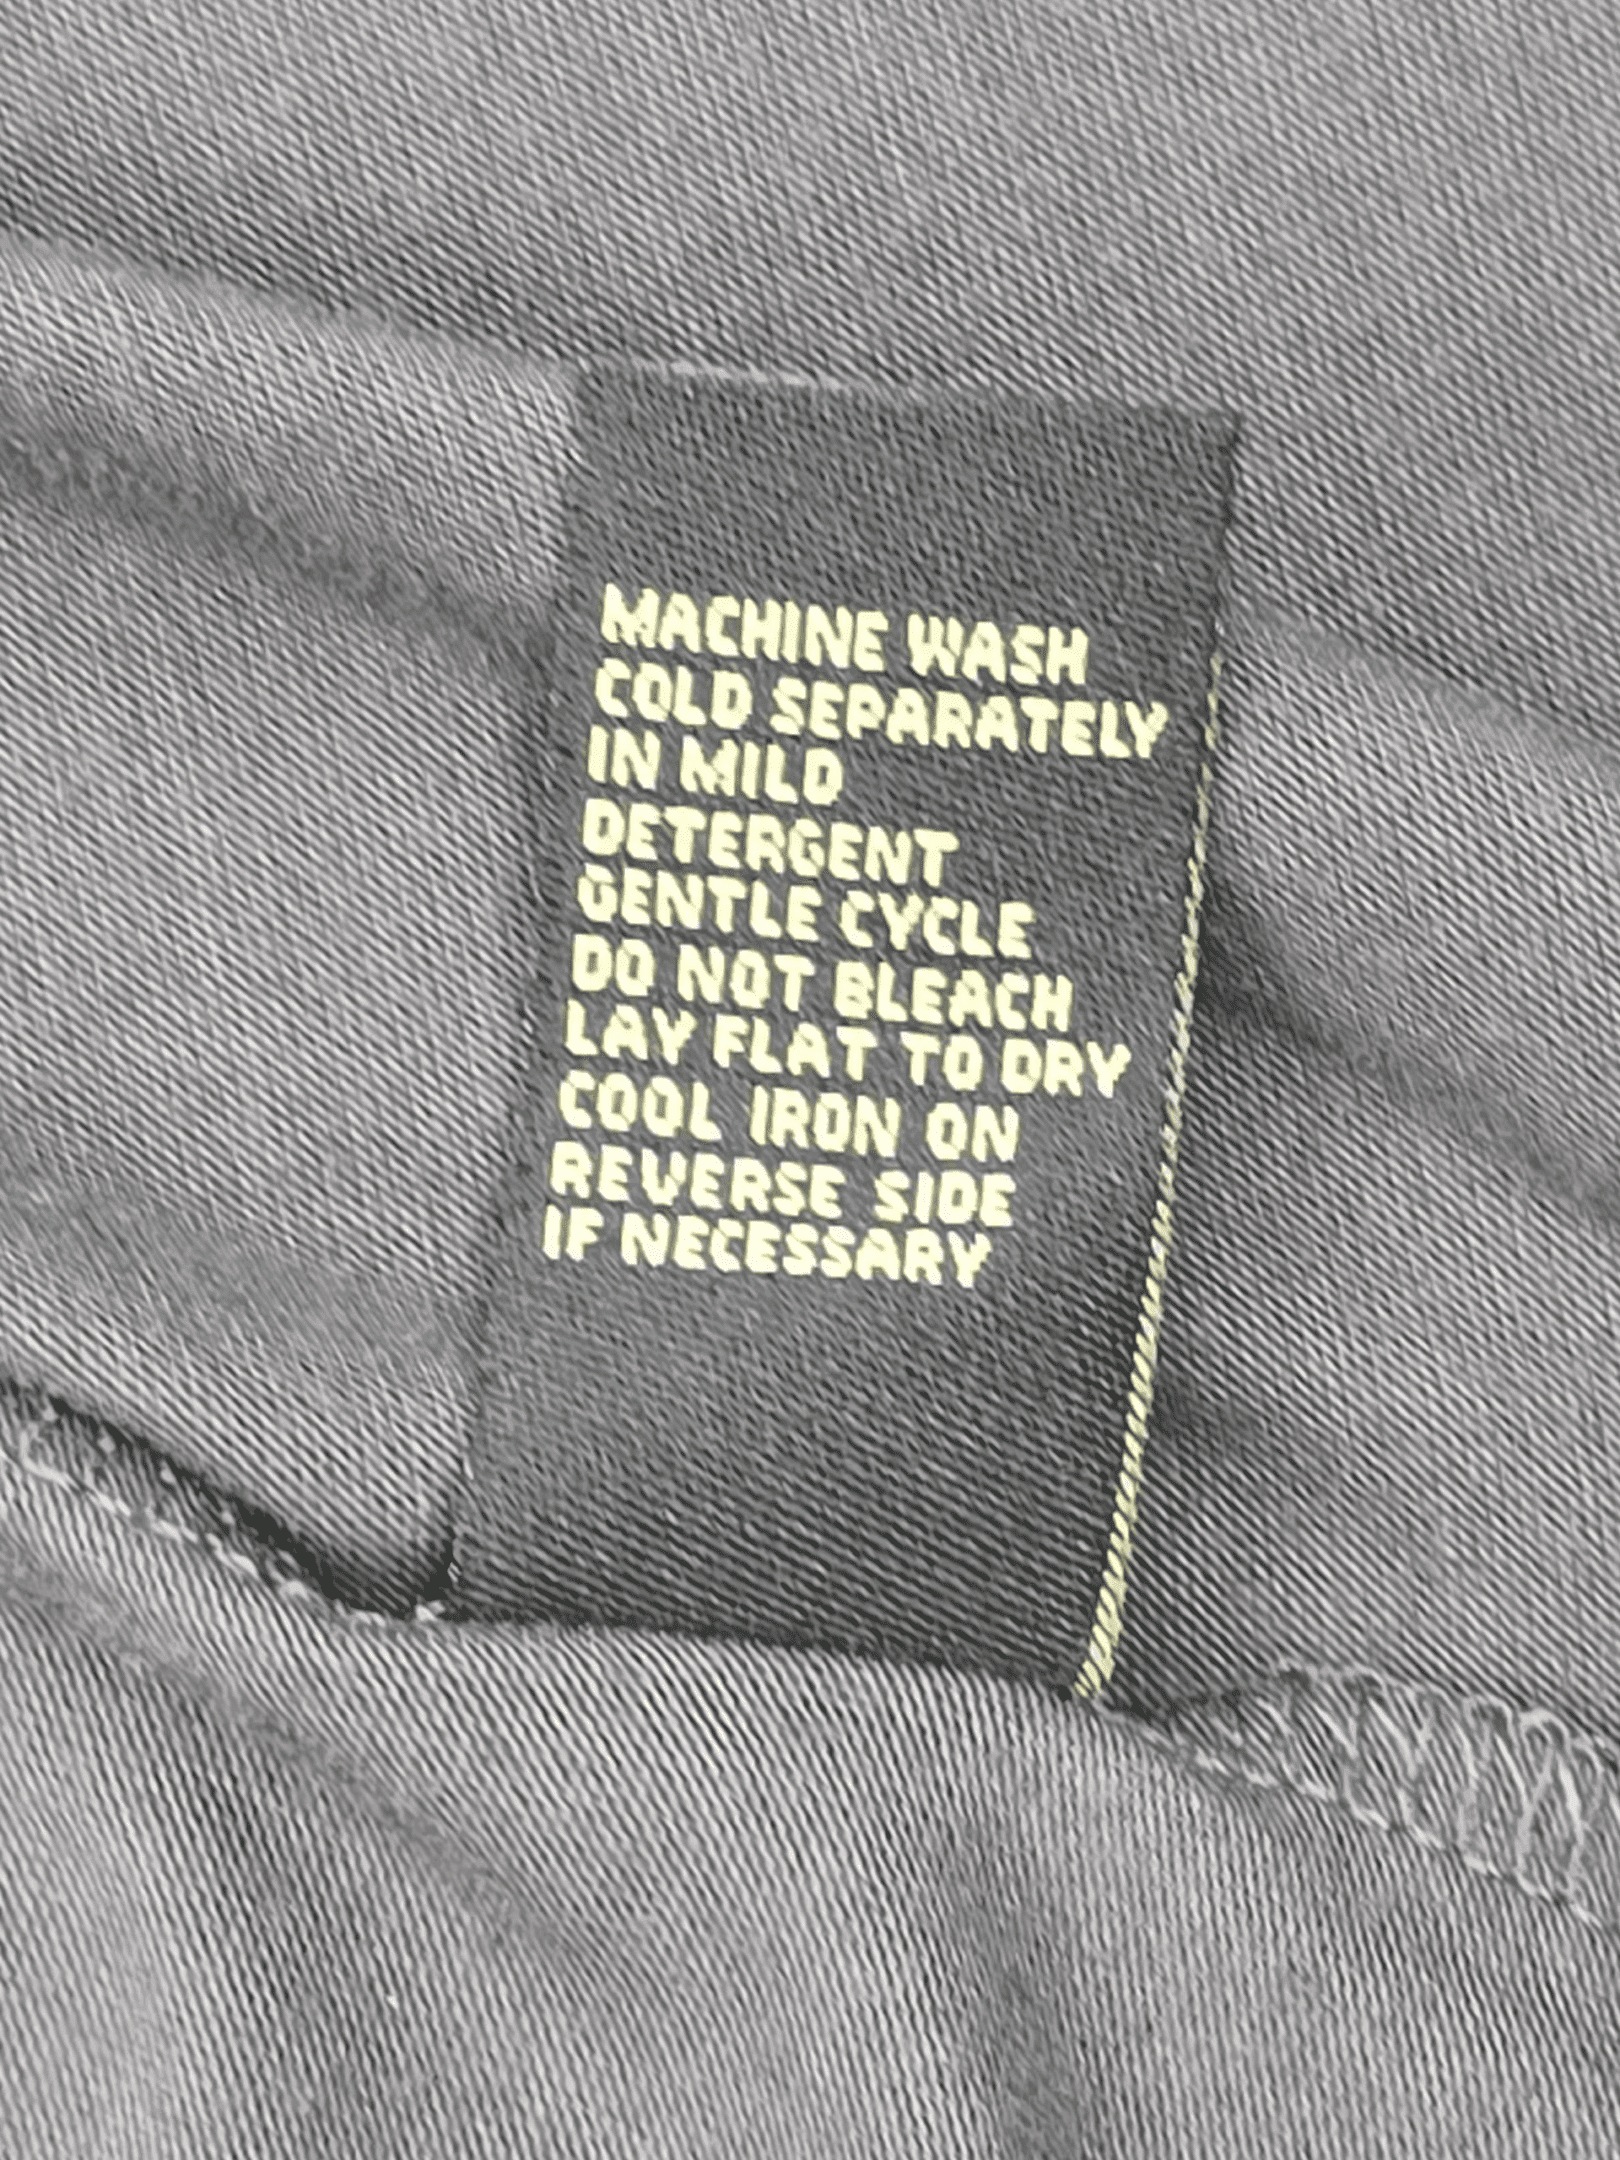 MACHINE WASH
COLD SEPARATELY
IN MILD
DETERGENT
GENTLE CYCLE
DO NOT BLEACH
LAY FLAT TO DRY
COOL IRON ON
REVERSE SIDE
IF NECESSARY